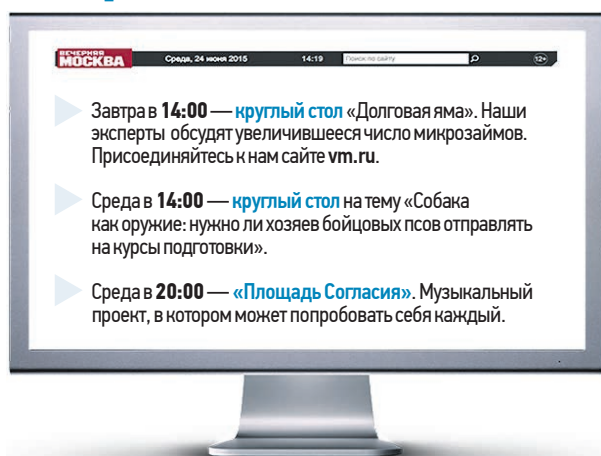 ВЕЧЕРНЯЯ
МОСКВА Среда, 24 июня 2015 14:19 Поиск по сайту 12+
Завтра в 14:00 — круглый стол «Долговая яма». Наши
эксперты обсудят увеличившееся число микрозаймов.
Присоединяйтесь к нам сайте vm.ru.
Среда в 14:00 — круглый стол на тему «Собака
как оружие: нужно ли хозяев бойцовых псов отправлять
на курсы подготовки».
Среда в 20:00 — «Площадь Согласия». Музыкальный
проект, в котором может попробовать себя каждый.